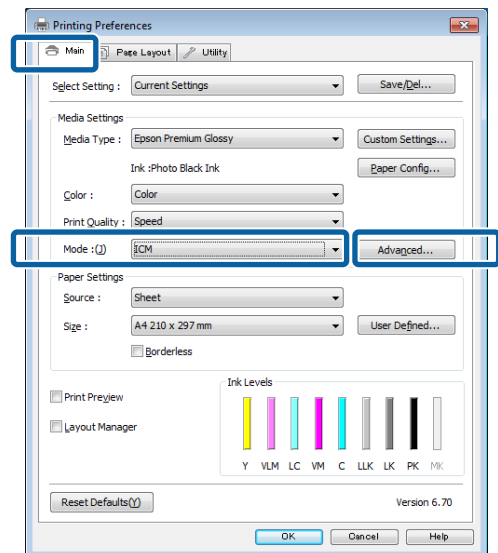 Printing Preferences
Main Page Layout Utility
Select Setting : Current Settings Save/Del...
Media Settings
Media Type : Epson Premium Glossy Custom Settings...
Ink :Photo Black Ink Paper Config...
Color : Color
Print Quality : Speed
Mode :(J) ICM Advanced...
Paper Settings
Source : Sheet
Size : A4 210 x 297 mm User Defined...
Borderless
Ink Levels
Print Preview
Layout Manager
Y VLM LC VM C LLK LK PK MK
Reset Defaults(Y) Version 6.70
OK Cancel Help